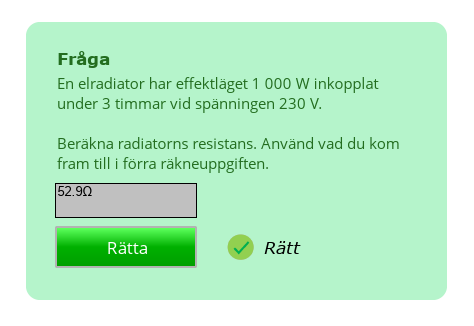 Fråga
En elradiator har effektläget 1 000 W inkopplat
under 3 timmar vid spänningen 230 V.
Beräkna radiatorns resistans. Använd vad du kom
fram till i förra räkneuppgiften.
52.9Ω
Rätta
Rätt